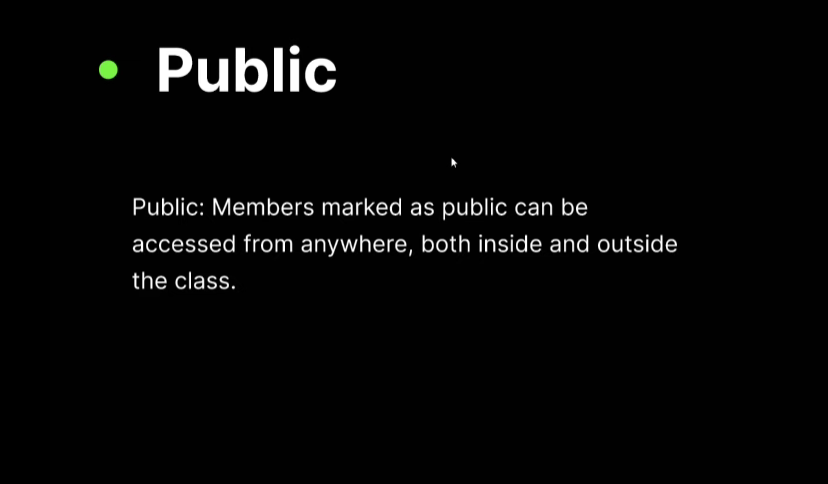 Public
Public: Members marked as public can be
accessed from anywhere, both inside and outside
the class.